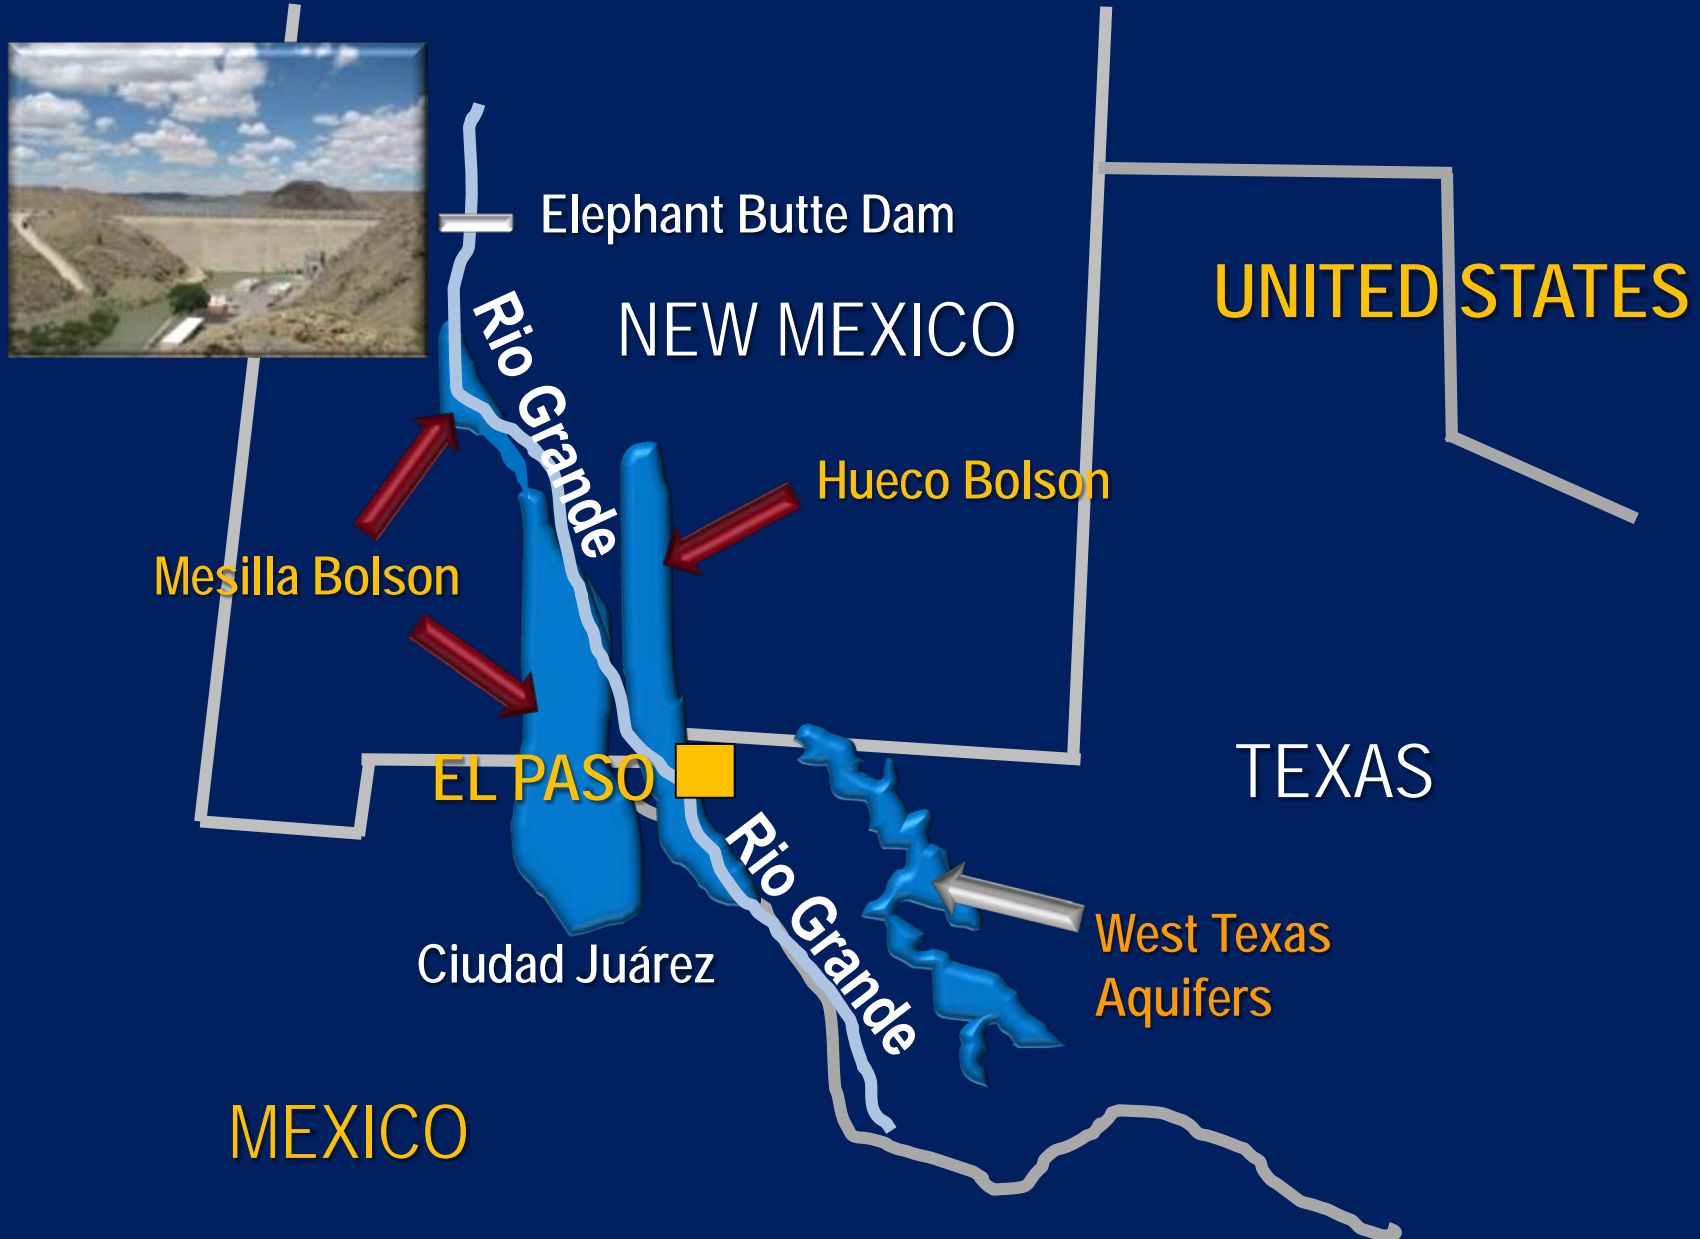 Elephant Butte Dam
UNITED STATES
NEW MEXICO
Rio Grande
Hueco Bolson
Mesilla Bolson
EL PASO
TEXAS
Rio Grande
West Texas
Aquifers
Ciudad Juárez
MEXICO